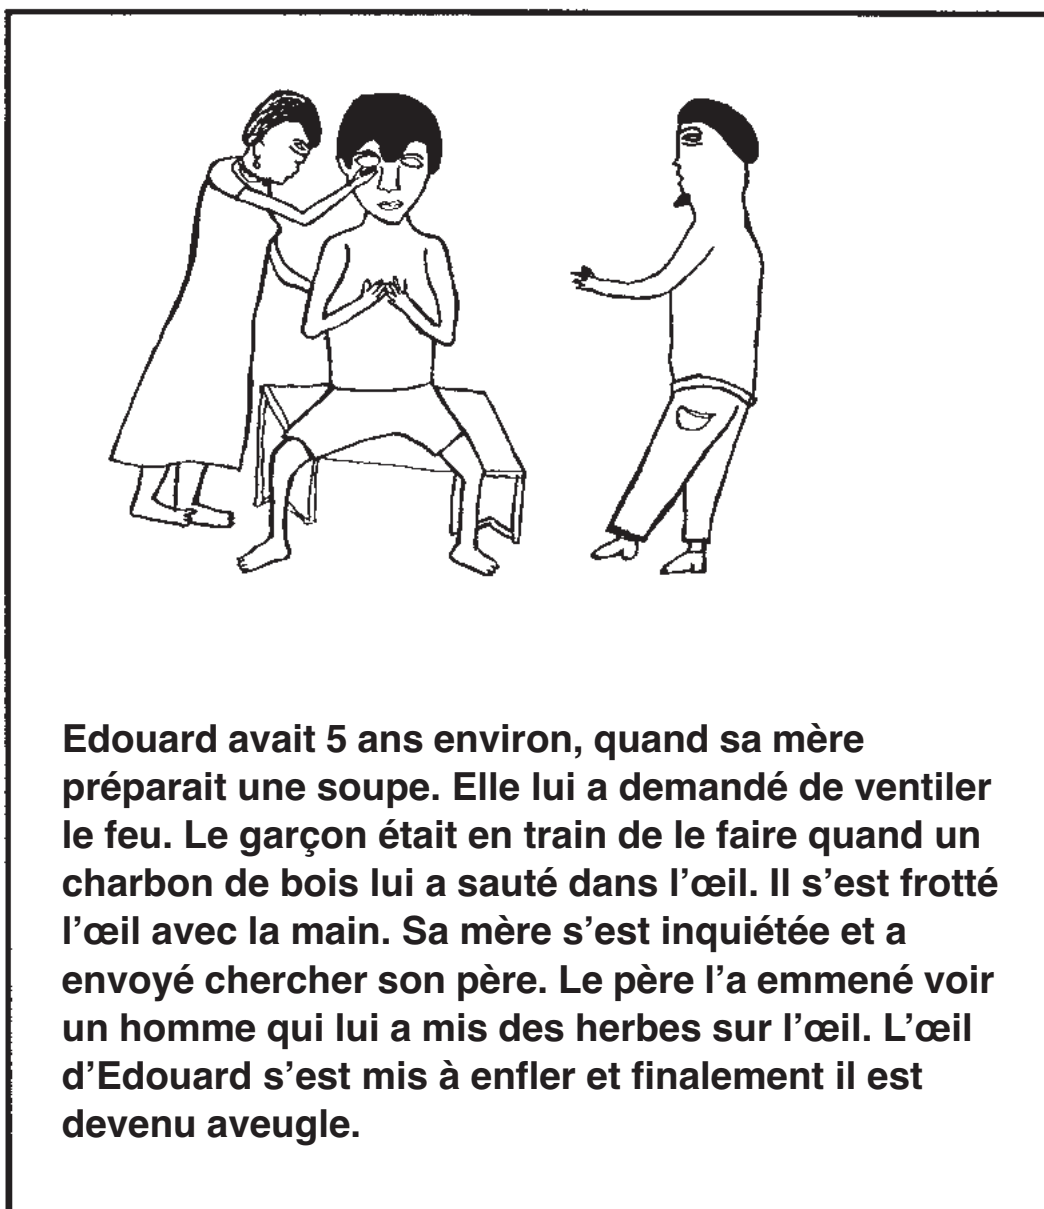 Edouard avait 5 ans environ, quand sa mère
préparait une soupe. Elle lui a demandé de ventiler
le feu. Le garçon était en train de le faire quand un
charbon de bois lui a sauté dans l’œil. Il s’est frotté
l’œil avec la main. Sa mère s’est inquiétée et a
envoyé chercher son père. Le père l’a emmené voir
un homme qui lui a mis des herbes sur l’œil. L’œil
d’Edouard s’est mis à enfler et finalement il est
devenu aveugle.